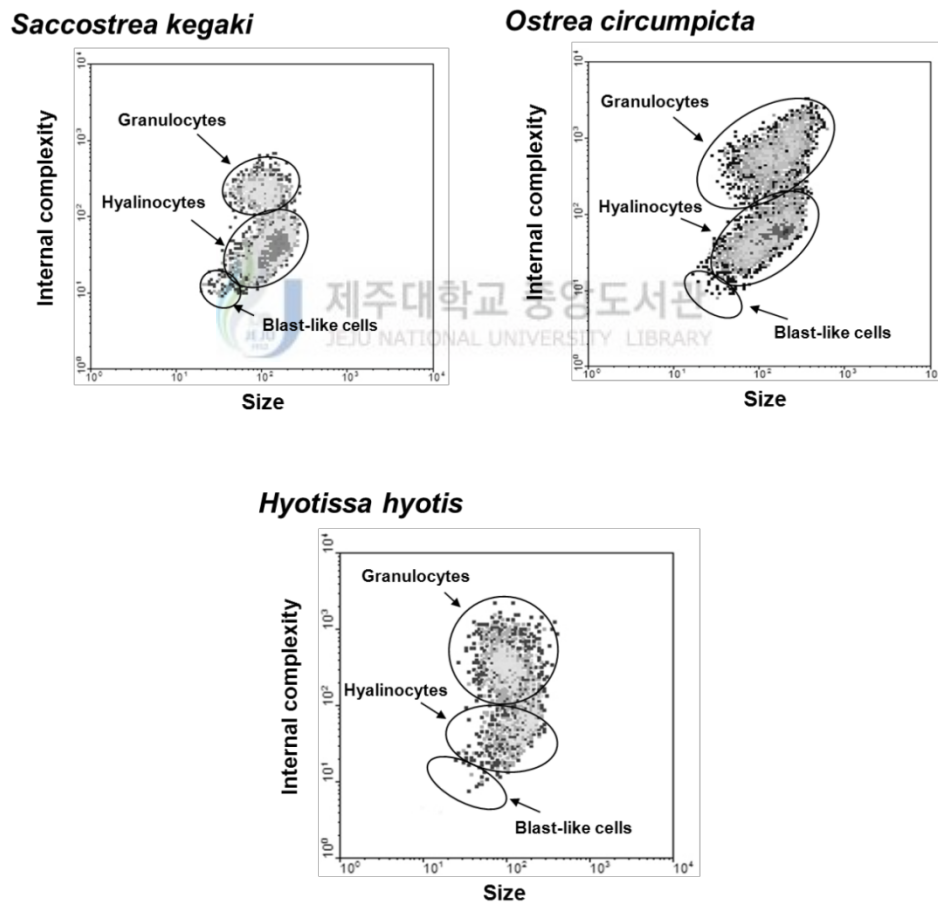 Saccostrea kegaki
Ostrea circumpicta
Internal complexity
10⁴
10³
10²
10¹
10⁰
Granulocytes
Hyalinocytes
Blast-like cells
10⁰ 10¹ 10² 10³ 10⁴
Size
Internal complexity
10⁴
10³
10²
10¹
10⁰
Granulocytes
Hyalinocytes
Blast-like cells
10⁰ 10¹ 10² 10³ 10
Size
제주대학교 중앙도서관
JEJU NATIONAL UNIVERSITY LIBRARY
JEJU
1952
Hyotissa hyotis
Internal complexity
10⁴
10³
10²
10¹
10⁰
Granulocytes
Hyalinocytes
Blast-like cells
10⁰ 10¹ 10² 10³ 10⁴
Size